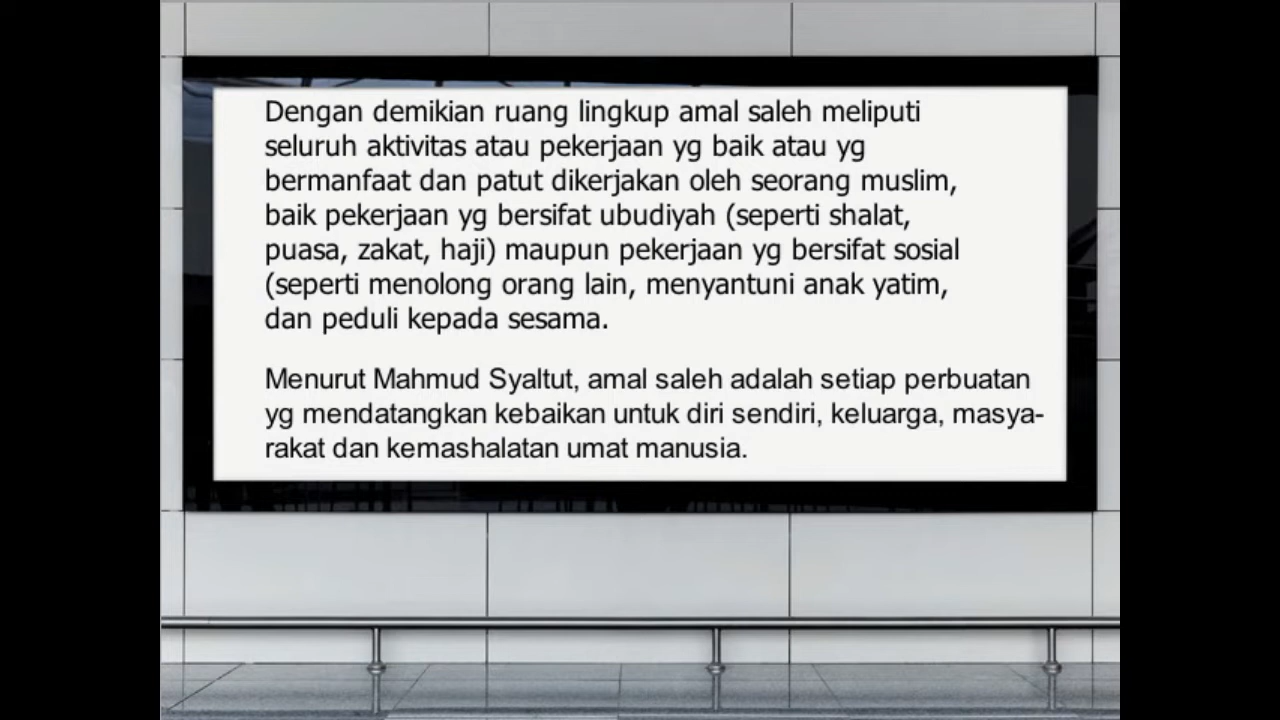 Dengan demikian ruang lingkup amal saleh meliputi
seluruh aktivitas atau pekerjaan yg baik atau yg
bermanfaat dan patut dikerjakan oleh seorang muslim,
baik pekerjaan yg bersifat ubudiyah (seperti shalat,
puasa, zakat, haji) maupun pekerjaan yg bersifat sosial
(seperti menolong orang lain, menyantuni anak yatim,
dan peduli kepada sesama.
Menurut Mahmud Syaltut, amal saleh adalah setiap perbuatan
yg mendatangkan kebaikan untuk diri sendiri, keluarga, masya-
rakat dan kemashalatan umat manusia.